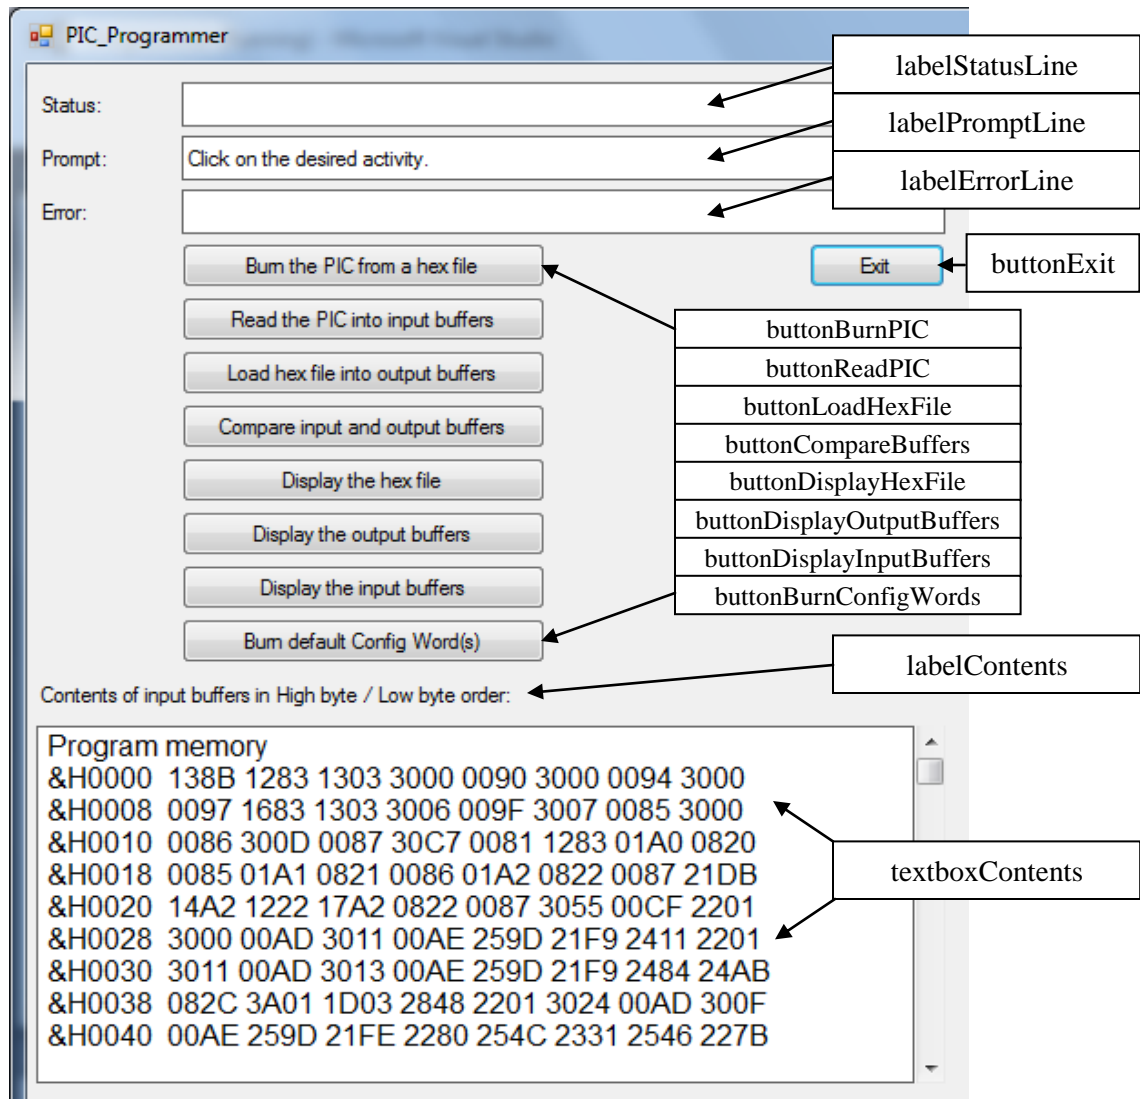 PIC_Programmer
labelStatusLine
Status:
labelPromptLine
Prompt: Click on the desired activity.
labelErrorLine
Error:
Burn the PIC from a hex file
Exit
buttonExit
Read the PIC into input buffers
Load hex file into output buffers
Compare input and output buffers
Display the hex file
Display the output buffers
Display the input buffers
Burn default Config Word(s)
buttonBurnPIC
buttonReadPIC
buttonLoadHexFile
buttonCompareBuffers
buttonDisplayHexFile
buttonDisplayOutputBuffers
buttonDisplayInputBuffers
buttonBurnConfigWords
labelContents
Contents of input buffers in High byte / Low byte order:
Program memory
&H0000 138B 1283 1303 3000 0090 3000 0094 3000
&H0008 0097 1683 1303 3006 009F 3007 0085 3000
&H0010 0086 300D 0087 30C7 0081 1283 01A0 0820
&H0018 0085 01A1 0821 0086 01A2 0822 0087 21DB
&H0020 14A2 1222 17A2 0822 0087 3055 00CF 2201
&H0028 3000 00AD 3011 00AE 259D 21F9 2411 2201
&H0030 3011 00AD 3013 00AE 259D 21F9 2484 24AB
&H0038 082C 3A01 1D03 2848 2201 3024 00AD 300F
&H0040 00AE 259D 21FE 2280 254C 2331 2546 227B
textboxContents